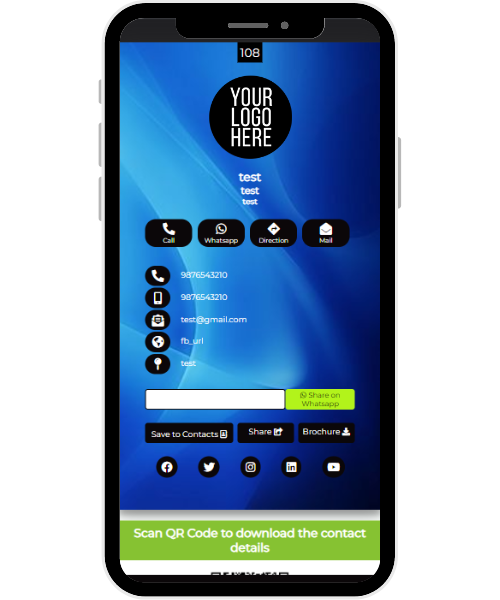 108
YOUR
LOGO
HERE
test
test
test
Call Whatsapp Direction Mail
9876543210
9876543210
test@gmail.com
fb_url
test
Share on
Whatsapp
Save to Contacts Share Brochure
Scan QR Code to download the contact
details